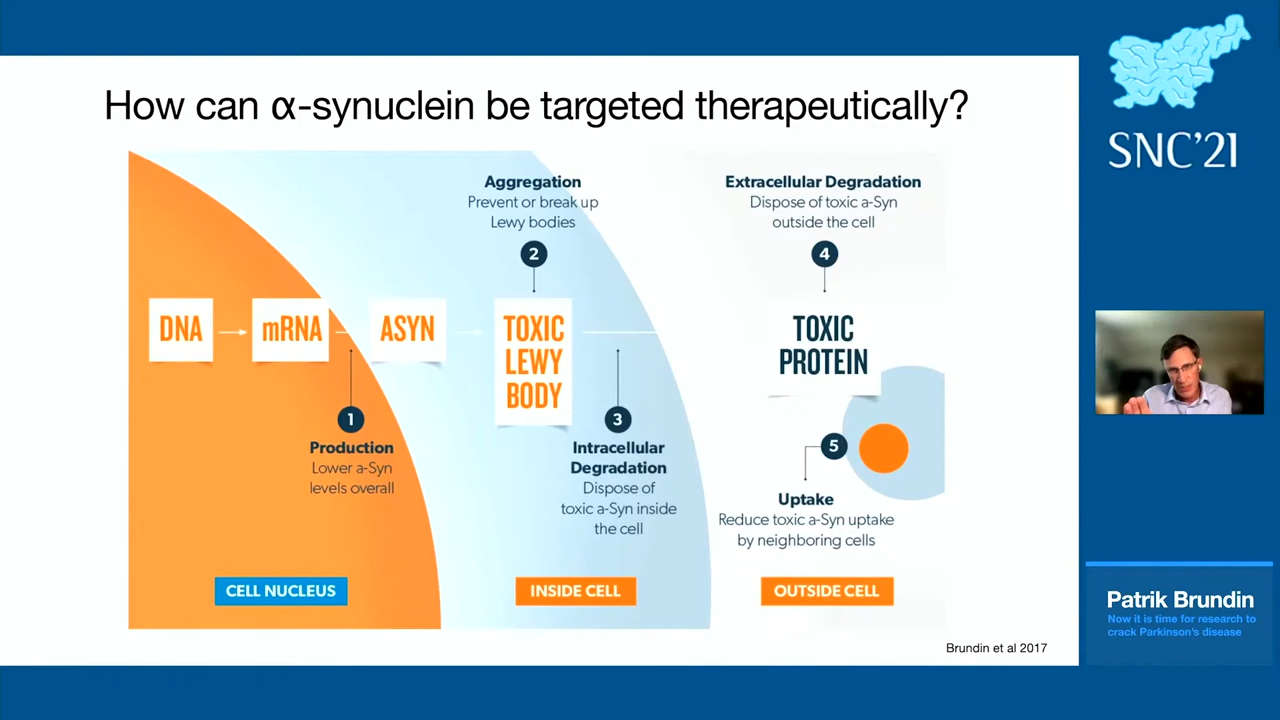 How can α-synuclein be targeted therapeutically?
Aggregation
Prevent or break up
Lewy bodies
2
Extracellular Degradation
Dispose of toxic a-Syn
outside the cell
4
DNA
mRNA
ASYN
TOXIC
LEWY
BODY
TOXIC
PROTEIN
1
Production
Lower a-Syn
levels overall
3
Intracellular
Degradation
Dispose of
toxic a-Syn inside
the cell
5
Uptake
Reduce toxic a-Syn uptake
by neighboring cells
CELL NUCLEUS
INSIDE CELL
OUTSIDE CELL
Brundin et al 2017
SNC'21
Patrik Brundin
Now it is time for research to
crack Parkinson's disease